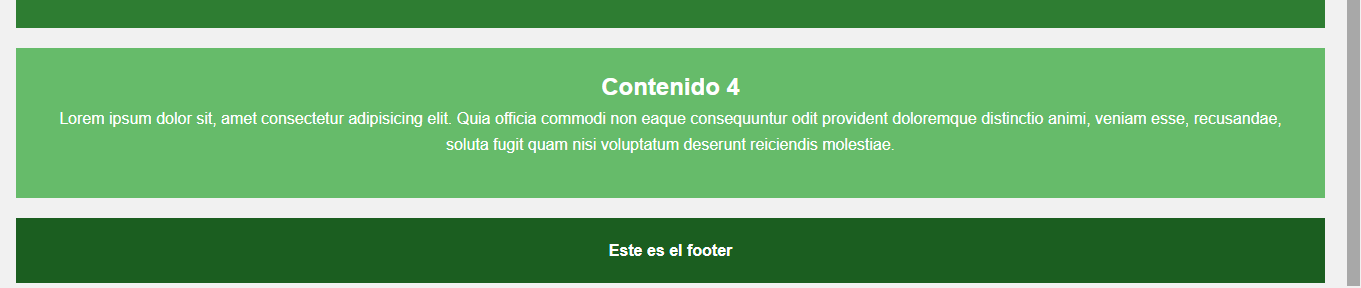 Contenido 4
Lorem ipsum dolor sit, amet consectetur adipisicing elit. Quia officia commodi non eaque consequuntur odit provident doloremque distinctio animi, veniam esse, recusandae,
soluta fugit quam nisi voluptatum deserunt reiciendis molestiae.
Este es el footer